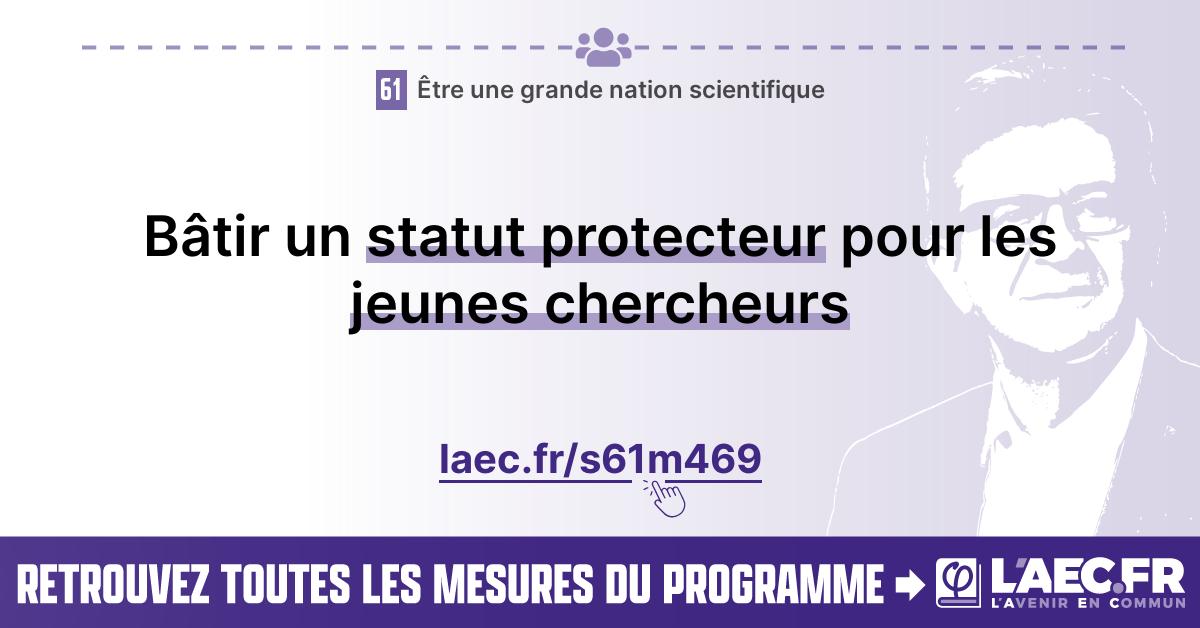 61 Être une grande nation scientifique
Bâtir un statut protecteur pour les
jeunes chercheurs
laec.fr/s61m469
RETROUVEZ TOUTES LES MESURES DU PROGRAMME
φ L'AEC.FR
L'AVENIR EN COMMUN